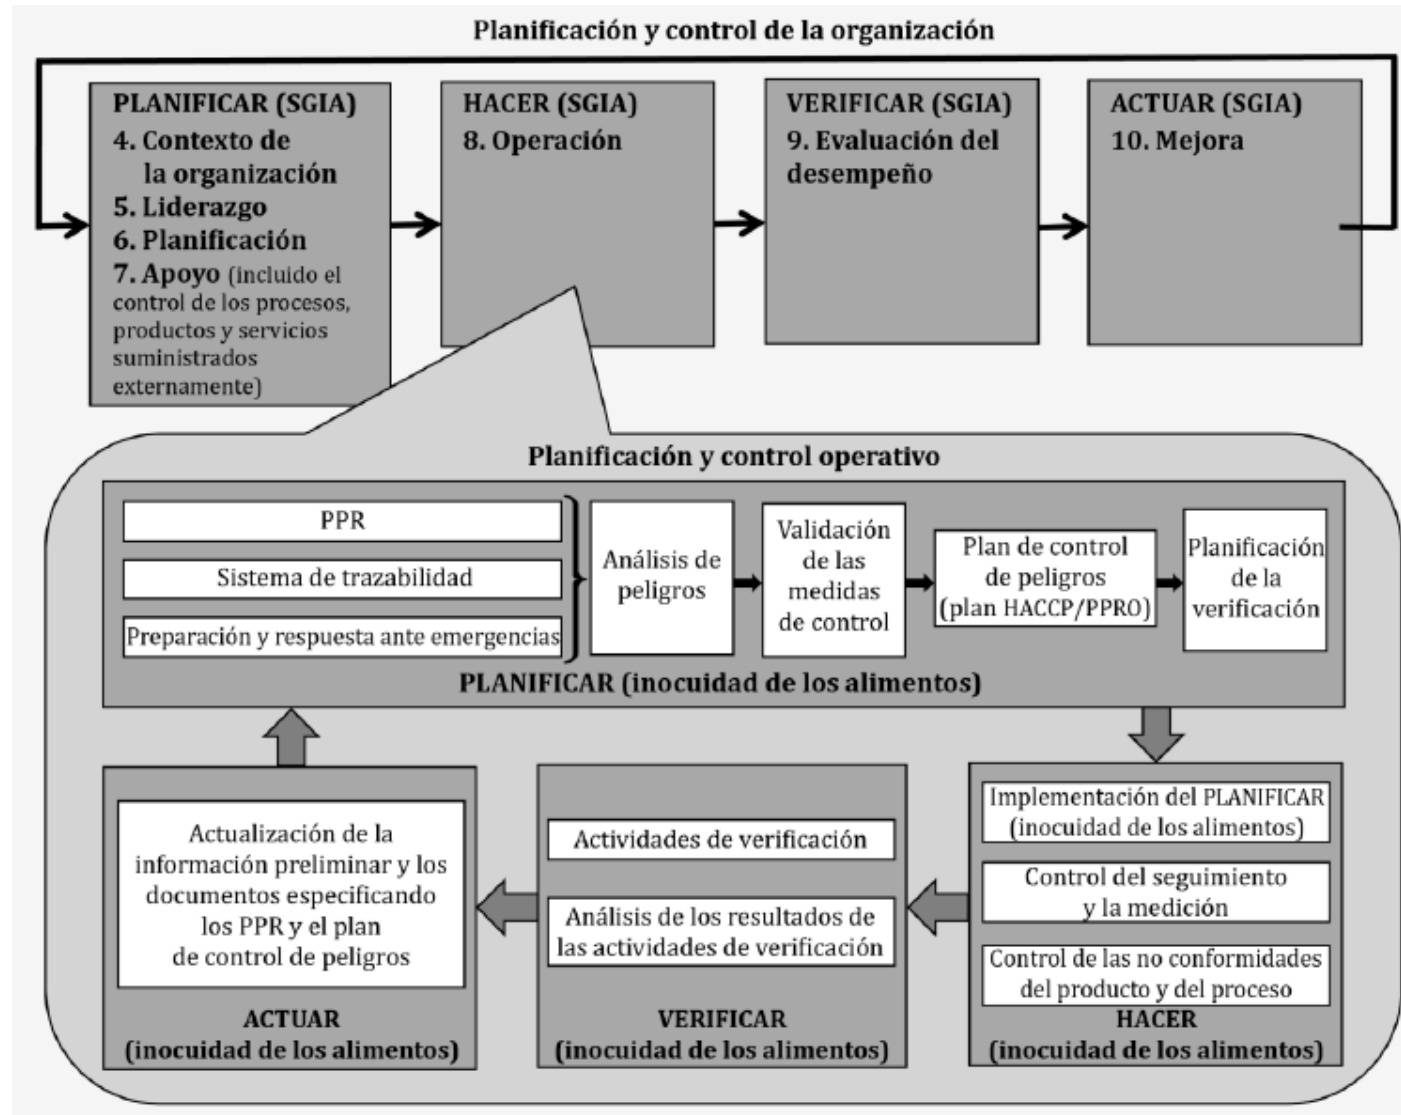 Planificación y control de la organización
PLANIFICAR (SGIA)
4. Contexto de
la organización
5. Liderazgo
6. Planificación
7. Apoyo (incluido el
control de los procesos,
productos y servicios
suministrados
externamente)
HACER (SGIA)
8. Operación
VERIFICAR (SGIA)
9. Evaluación del
desempeño
ACTUAR (SGIA)
10. Mejora
Planificación y control operativo
PPR
Sistema de trazabilidad
Preparación y respuesta ante emergencias
Análisis de
peligros
Validación
de las
medidas
de control
Plan de control
de peligros
(plan HACCP/PPRO)
Planificación
de la
verificación
PLANIFICAR (inocuidad de los alimentos)
Actualización de la
información preliminar y los
documentos especificando
los PPR y el plan
de control de peligros
ACTUAR
(inocuidad de los alimentos)
Actividades de verificación
Análisis de los resultados de
las actividades de verificación
VERIFICAR
(inocuidad de los alimentos)
Implementación del PLANIFICAR
(inocuidad de los alimentos)
Control del seguimiento
y la medición
Control de las no conformidades
del producto y del proceso
HACER
(inocuidad de los alimentos)